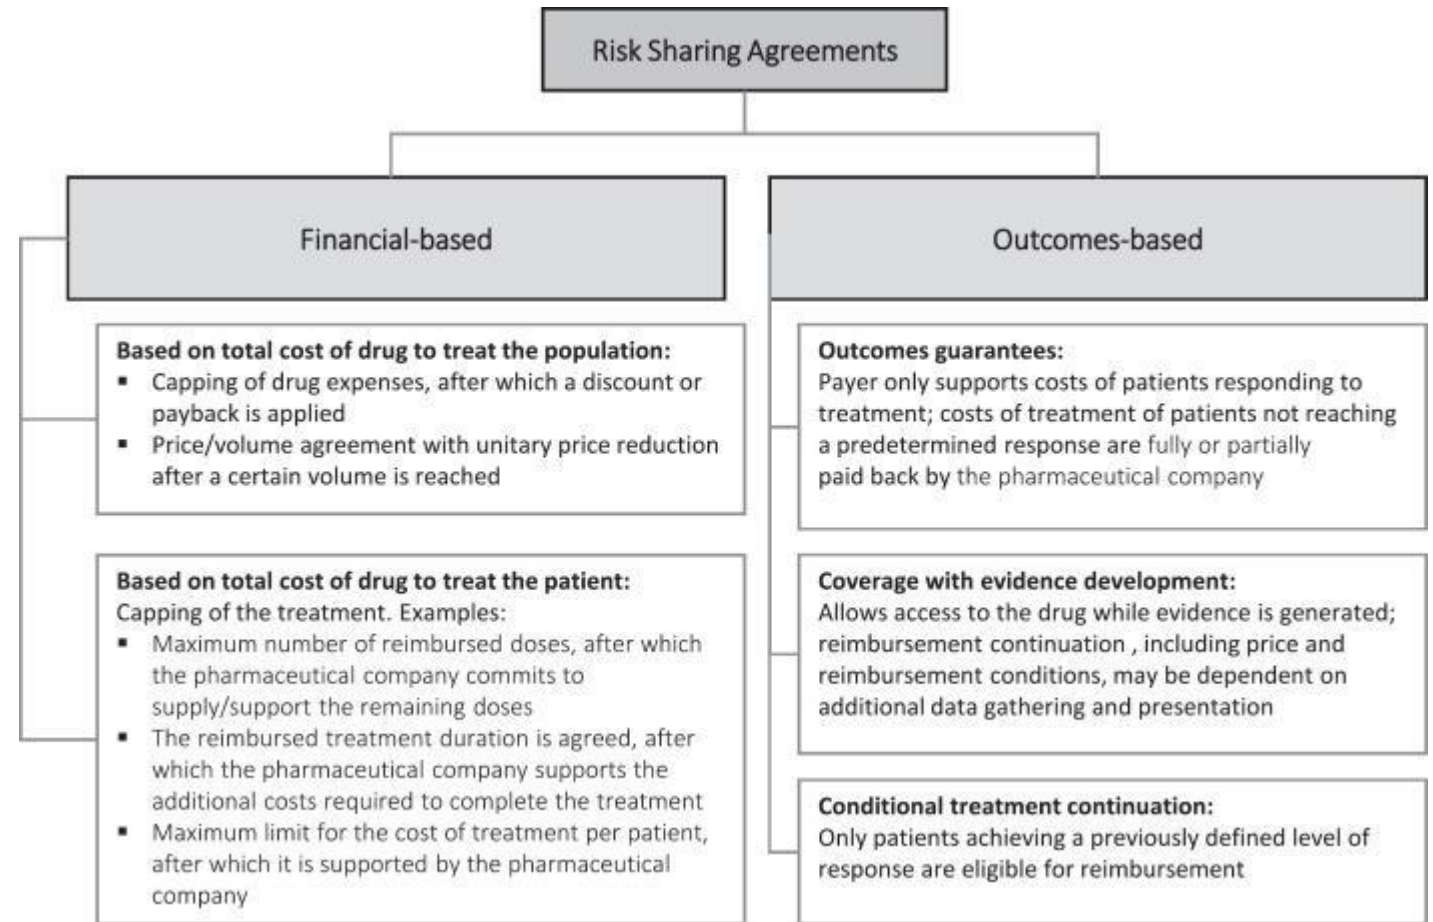 Risk Sharing Agreements
Financial-based
Based on total cost of drug to treat the population:
▪ Capping of drug expenses, after which a discount or
payback is applied
▪ Price/volume agreement with unitary price reduction
after a certain volume is reached
Based on total cost of drug to treat the patient:
Capping of the treatment. Examples:
▪ Maximum number of reimbursed doses, after which
the pharmaceutical company commits to
supply/support the remaining doses
▪ The reimbursed treatment duration is agreed, after
which the pharmaceutical company supports the
additional costs required to complete the treatment
▪ Maximum limit for the cost of treatment per patient,
after which it is supported by the pharmaceutical
company
Outcomes-based
Outcomes guarantees:
Payer only supports costs of patients responding to
treatment; costs of treatment of patients not reaching
a predetermined response are fully or partially
paid back by the pharmaceutical company
Coverage with evidence development:
Allows access to the drug while evidence is generated;
reimbursement continuation , including price and
reimbursement conditions, may be dependent on
additional data gathering and presentation
Conditional treatment continuation:
Only patients achieving a previously defined level of
response are eligible for reimbursement